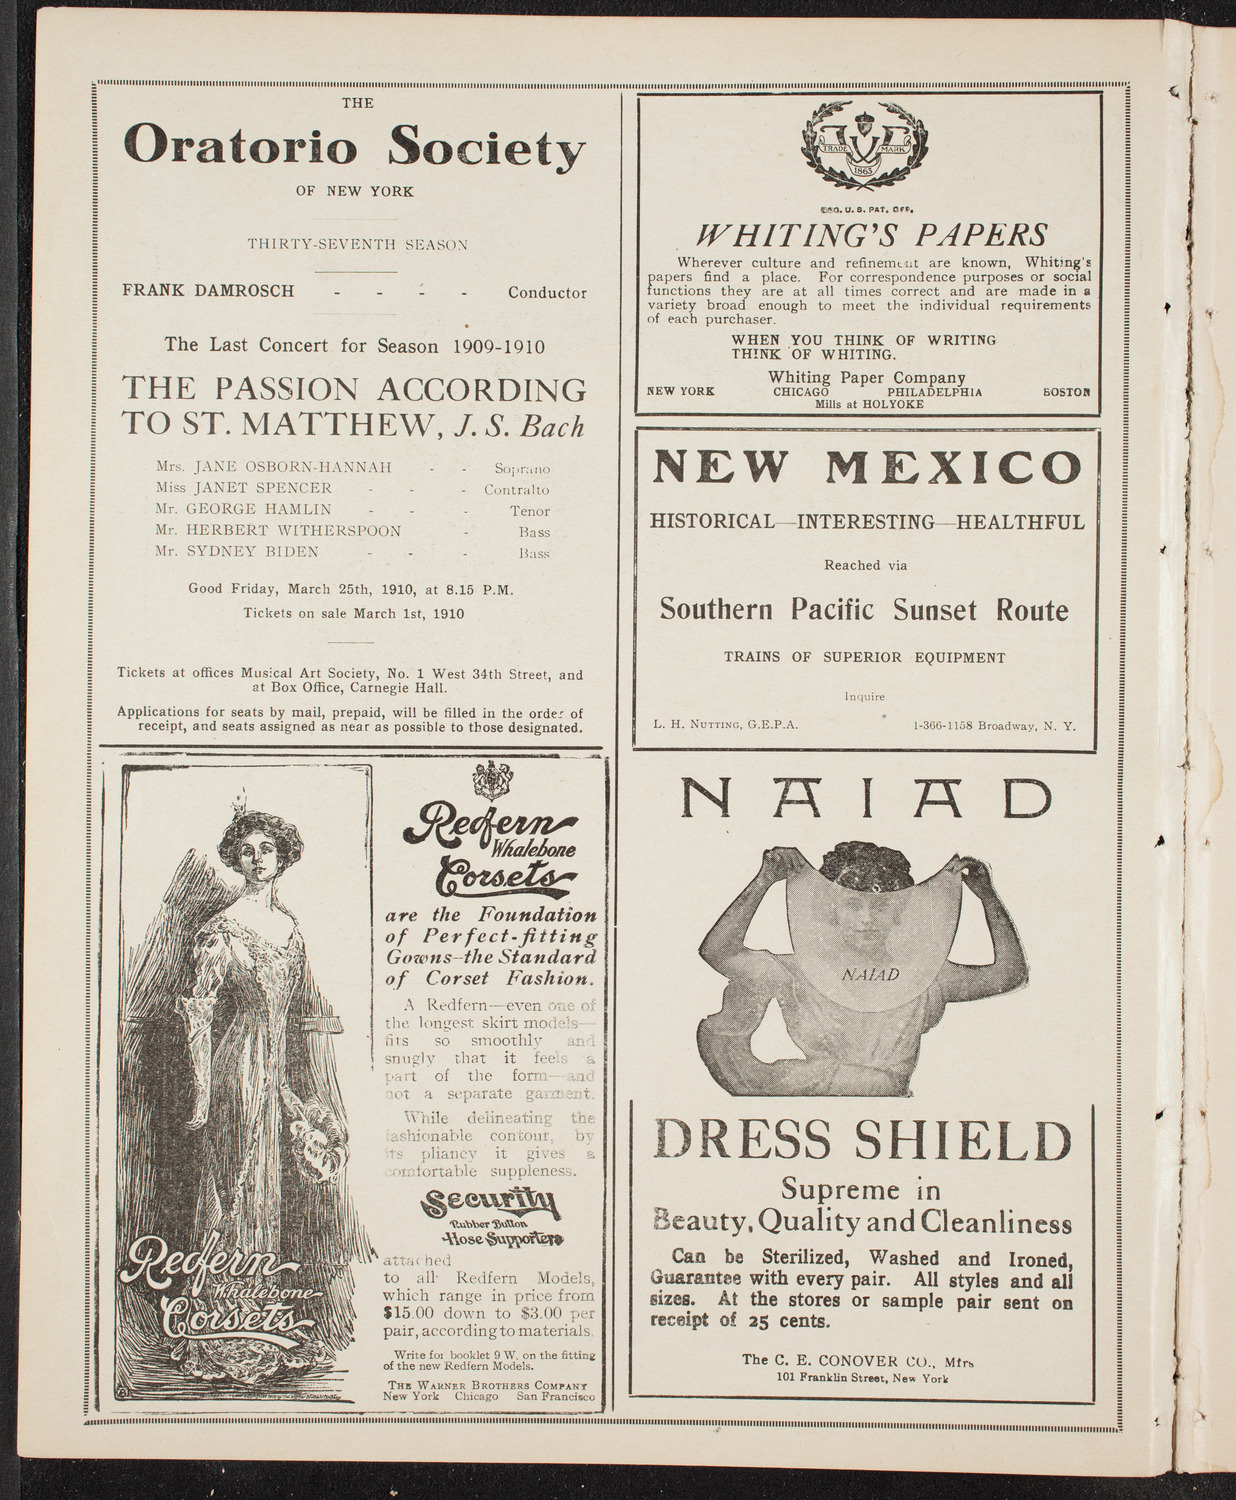 THE
Oratorio Society
OF NEW YORK
THIRTY-SEVENTH SEASON
FRANK DAMROSCH - - - - Conductor
The Last Concert for Season 1909-1910
THE PASSION ACCORDING
TO ST. MATTHEW, J. S. Bach
Mrs. JANE OSBORN-HANNAH - - Soprano
Miss JANET SPENCER - - - Contralto
Mr. GEORGE HAMLIN - - - Tenor
Mr. HERBERT WITHERSPOON - Bass
Mr. SYDNEY BIDEN - - - Bass
Good Friday, March 25th, 1910, at 8.15 P.M.
Tickets on sale March 1st, 1910
Tickets at offices Musical Art Society, No. 1 West 34th Street, and
at Box Office, Carnegie Hall.
Applications for seats by mail, prepaid, will be filled in the order of
receipt, and seats assigned as near as possible to those designated.
Redfern
Whalebone
Corsets
Redfern
Whalebone
Corsets
are the Foundation
of Perfect-fitting
Gowns—the Standard
of Corset Fashion.
A Redfern—even one of
the longest skirt models—
fits so smoothly and
snugly that it feels a
part of the form—and
not a separate garment.
While delineating the
fashionable contour, by
its pliancy it gives a
comfortable suppleness.
Security
Rubber Button
Hose Supporters
attached
to all Redfern Models,
which range in price from
$15.00 down to $3.00 per
pair, according to materials.
Write for booklet 9 W, on the fitting
of the new Redfern Models.
THE WARNER BROTHERS COMPANY
New York Chicago San Francisco
TRADE MARK
1865
REG. U. S. PAT. OFF.
WHITING'S PAPERS
Wherever culture and refinement are known, Whiting's
papers find a place. For correspondence purposes or social
functions they are at all times correct and are made in a
variety broad enough to meet the individual requirements
of each purchaser.
WHEN YOU THINK OF WRITING
THINK OF WHITING.
Whiting Paper Company
NEW YORK CHICAGO PHILADELPHIA BOSTON
Mills at HOLYOKE
NEW MEXICO
HISTORICAL—INTERESTING—HEALTHFUL
Reached via
Southern Pacific Sunset Route
TRAINS OF SUPERIOR EQUIPMENT
Inquire
L. H. NUTTING, G.E.P.A. 1-366-1158 Broadway, N. Y.
NAIAD
NAIAD
DRESS SHIELD
Supreme in
Beauty, Quality and Cleanliness
Can be Sterilized, Washed and Ironed,
Guarantee with every pair. All styles and all
sizes. At the stores or sample pair sent on
receipt of 25 cents.
The C. E. CONOVER CO., Mfrs
101 Franklin Street, New York